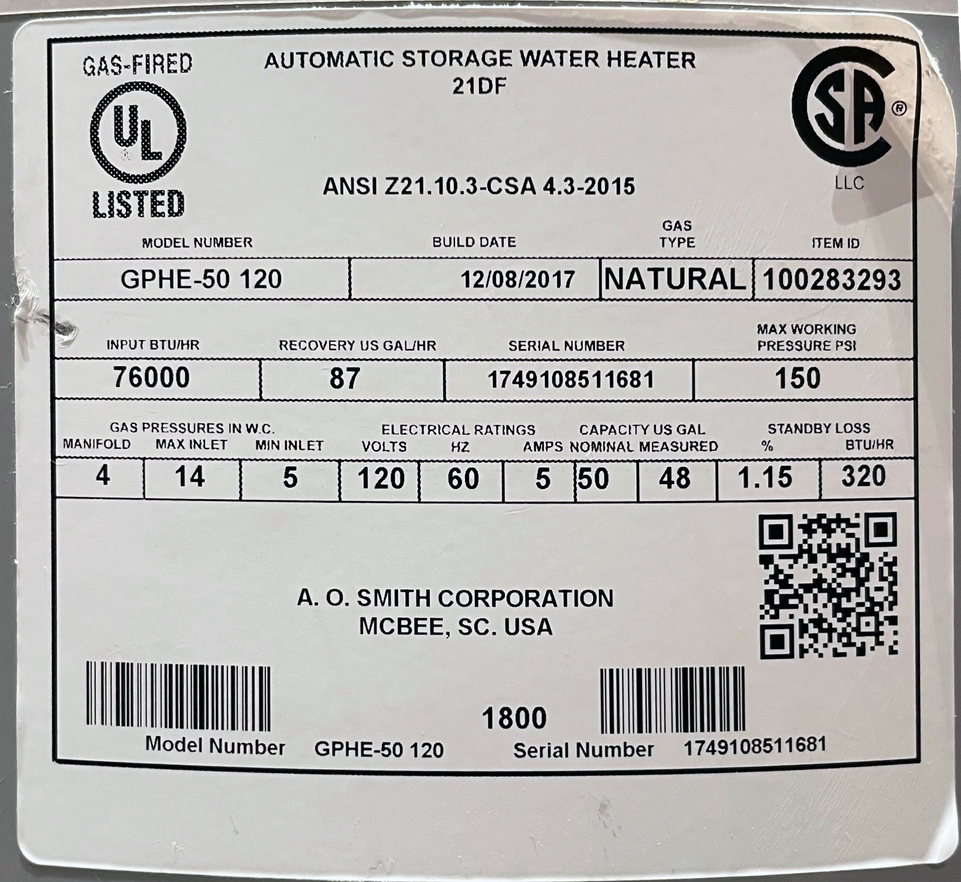 GAS-FIRED
UL
®
LISTED
AUTOMATIC STORAGE WATER HEATER
21DF
SA ®
LLC
ANSI Z21.10.3-CSA 4.3-2015
MODEL NUMBER BUILD DATE GAS TYPE ITEM ID
GPHE-50 120 12/08/2017 NATURAL 100283293
INPUT BTU/HR RECOVERY US GAL/HR SERIAL NUMBER MAX WORKING PRESSURE PSI
76000 87 1749108511681 150
GAS PRESSURES IN W.C. ELECTRICAL RATINGS CAPACITY US GAL STANDBY LOSS
MANIFOLD MAX INLET MIN INLET VOLTS HZ AMPS NOMINAL MEASURED % BTU/HR
4 14 5 120 60 5 50 48 1.15 320
A. O. SMITH CORPORATION
MCBEE, SC. USA
1800
Model Number GPHE-50 120 Serial Number 1749108511681